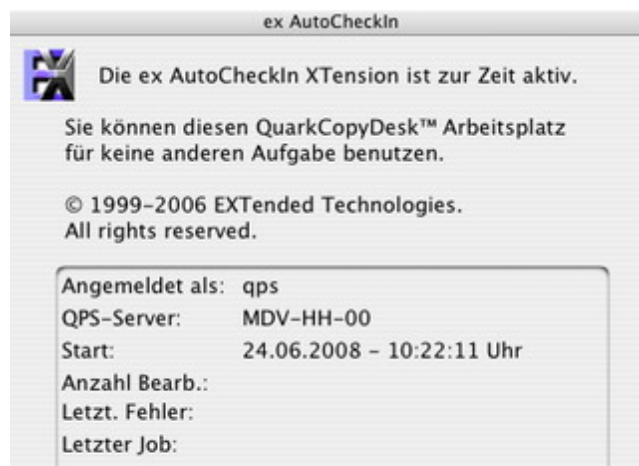 ex AutoCheckIn
Die ex AutoCheckIn XTension ist zur Zeit aktiv.
Sie können diesen QuarkCopyDesk™ Arbeitsplatz
für keine anderen Aufgabe benutzen.
© 1999–2006 EXTended Technologies.
All rights reserved.
Angemeldet als: qps
QPS-Server: MDV-HH-00
Start: 24.06.2008 – 10:22:11 Uhr
Anzahl Bearb.:
Letzt. Fehler:
Letzter Job: